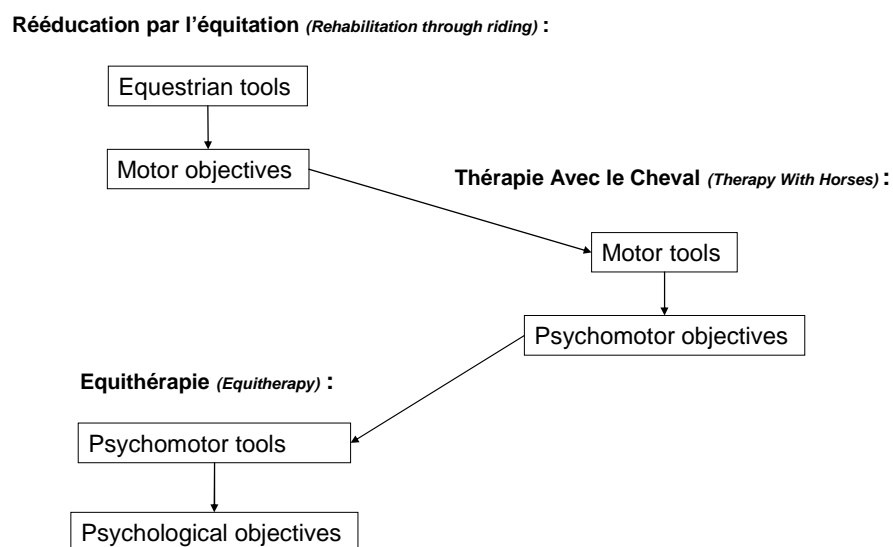 Rééducation par l’équitation (Rehabilitation through riding) :
Equestrian tools
Motor objectives
Thérapie Avec le Cheval (Therapy With Horses) :
Motor tools
Psychomotor objectives
Equithérapie (Equitherapy) :
Psychomotor tools
Psychological objectives